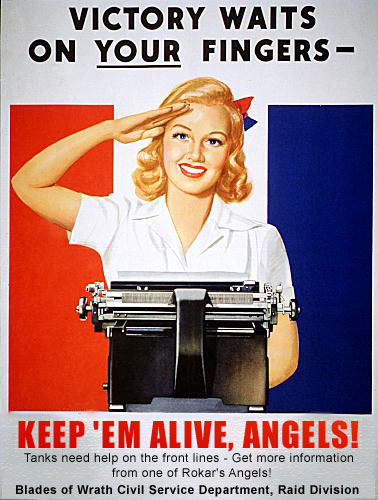 VICTORY WAITS
ON YOUR FINGERS—
KEEP 'EM ALIVE, ANGELS!
Tanks need help on the front lines - Get more information
from one of Rokar's Angels!
Blades of Wrath Civil Service Department, Raid Division